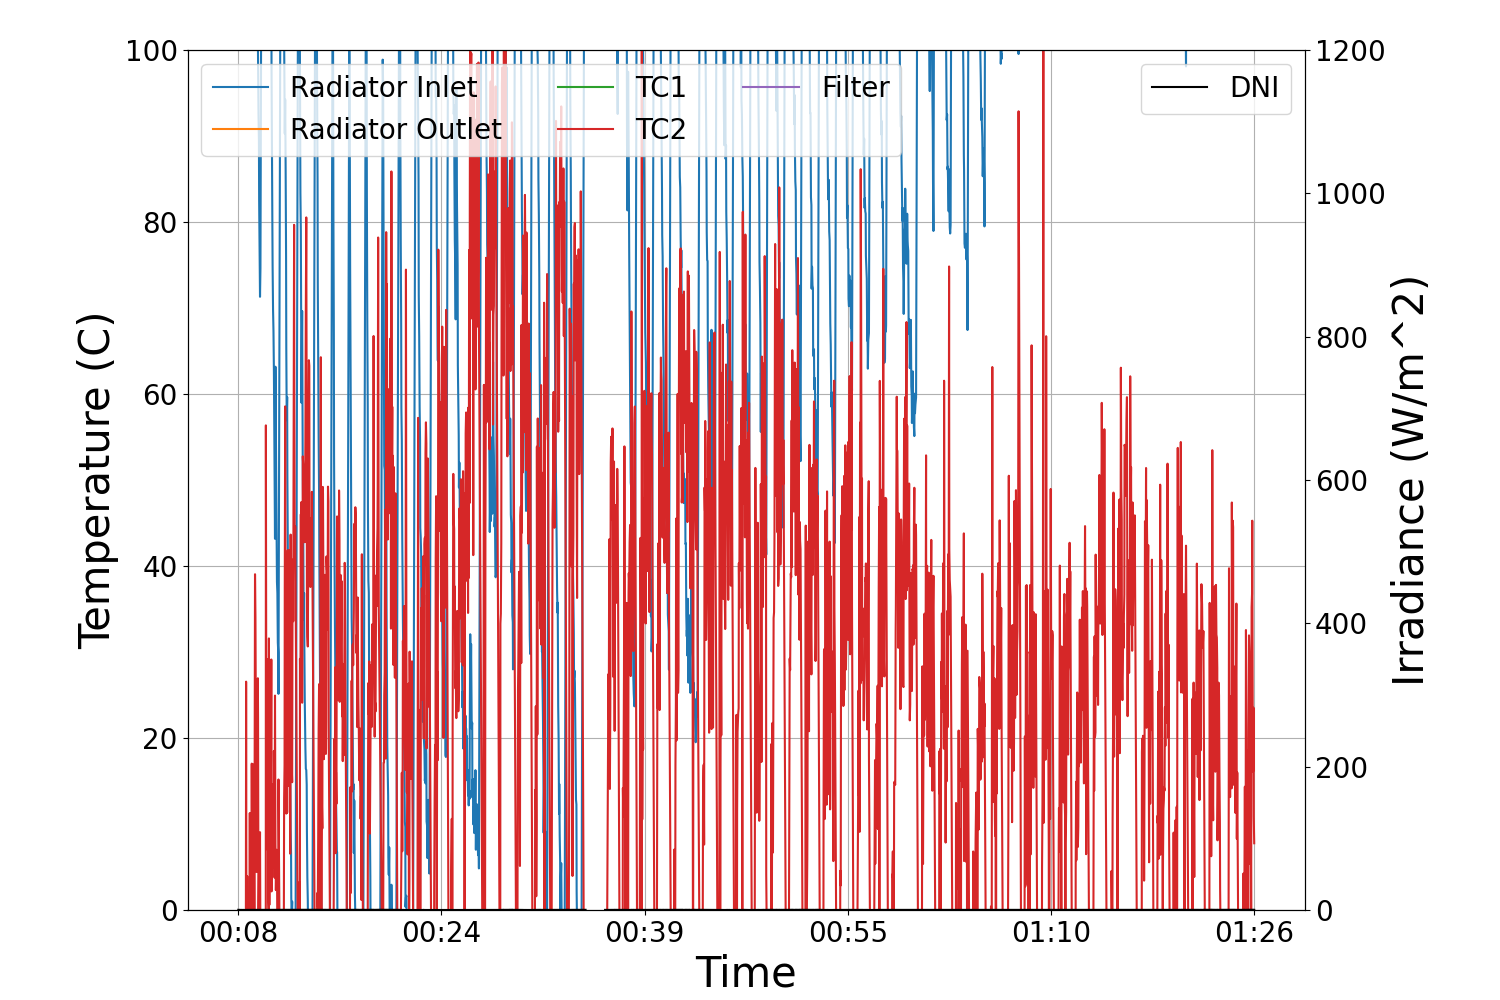 100 1200
Radiator Inlet TC1 Filter DNI
Radiator Outlet TC2
1000
80
800
60
600
40
400
20
200
0 0
00:08 00:24 00:39 00:55 01:10 01:26
Time
Temperature (C)
Irradiance (W/m^2)